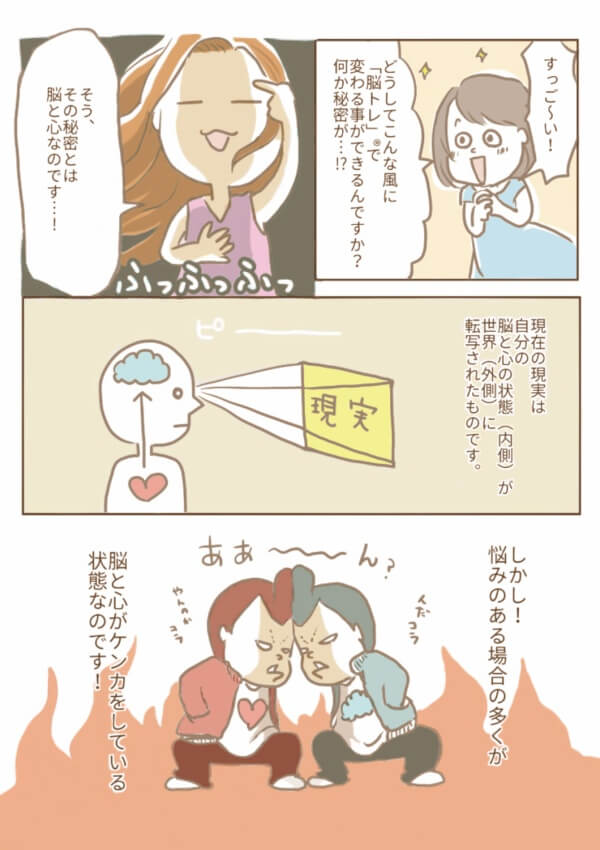 すっご〜い!
どうしてこんな風に
「脳トレ」®で
変わる事ができるんですか?
何か秘密が…!?
そう、
その秘密とは
脳と心なのです…!
ふっふっふっ
現在の現実は
自分の
脳と心の状態(内側)が
世界(外側)に
転写されたものです。
ピー
現実
しかし!
悩みのある場合の多くが
あぁ〜〜ん?
んだ
コラ
やんのか
コラ
脳と心がケンカをしている
状態なのです!